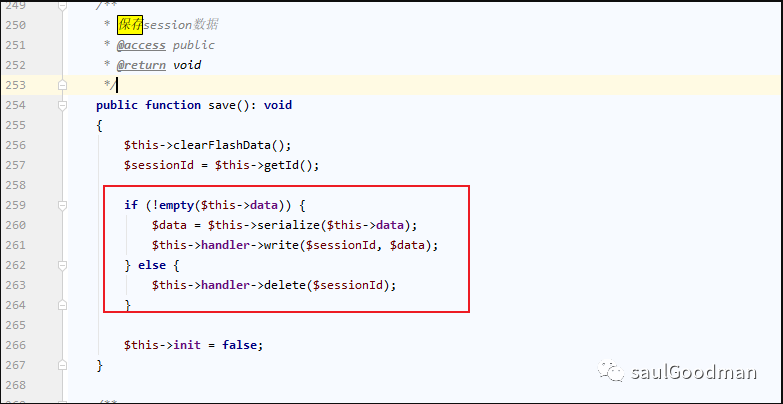 249 /**
250 * 保存session数据
251 * @access public
252 * @return void
253 */
254 public function save(): void
255 {
256 $this->clearFlashData();
257 $sessionId = $this->getId();
258
259 if (!empty($this->data)) {
260 $data = $this->serialize($this->data);
261 $this->handler->write($sessionId, $data);
262 } else {
263 $this->handler->delete($sessionId);
264 }
265
266 $this->init = false;
267 }
268
/**
saulGoodman